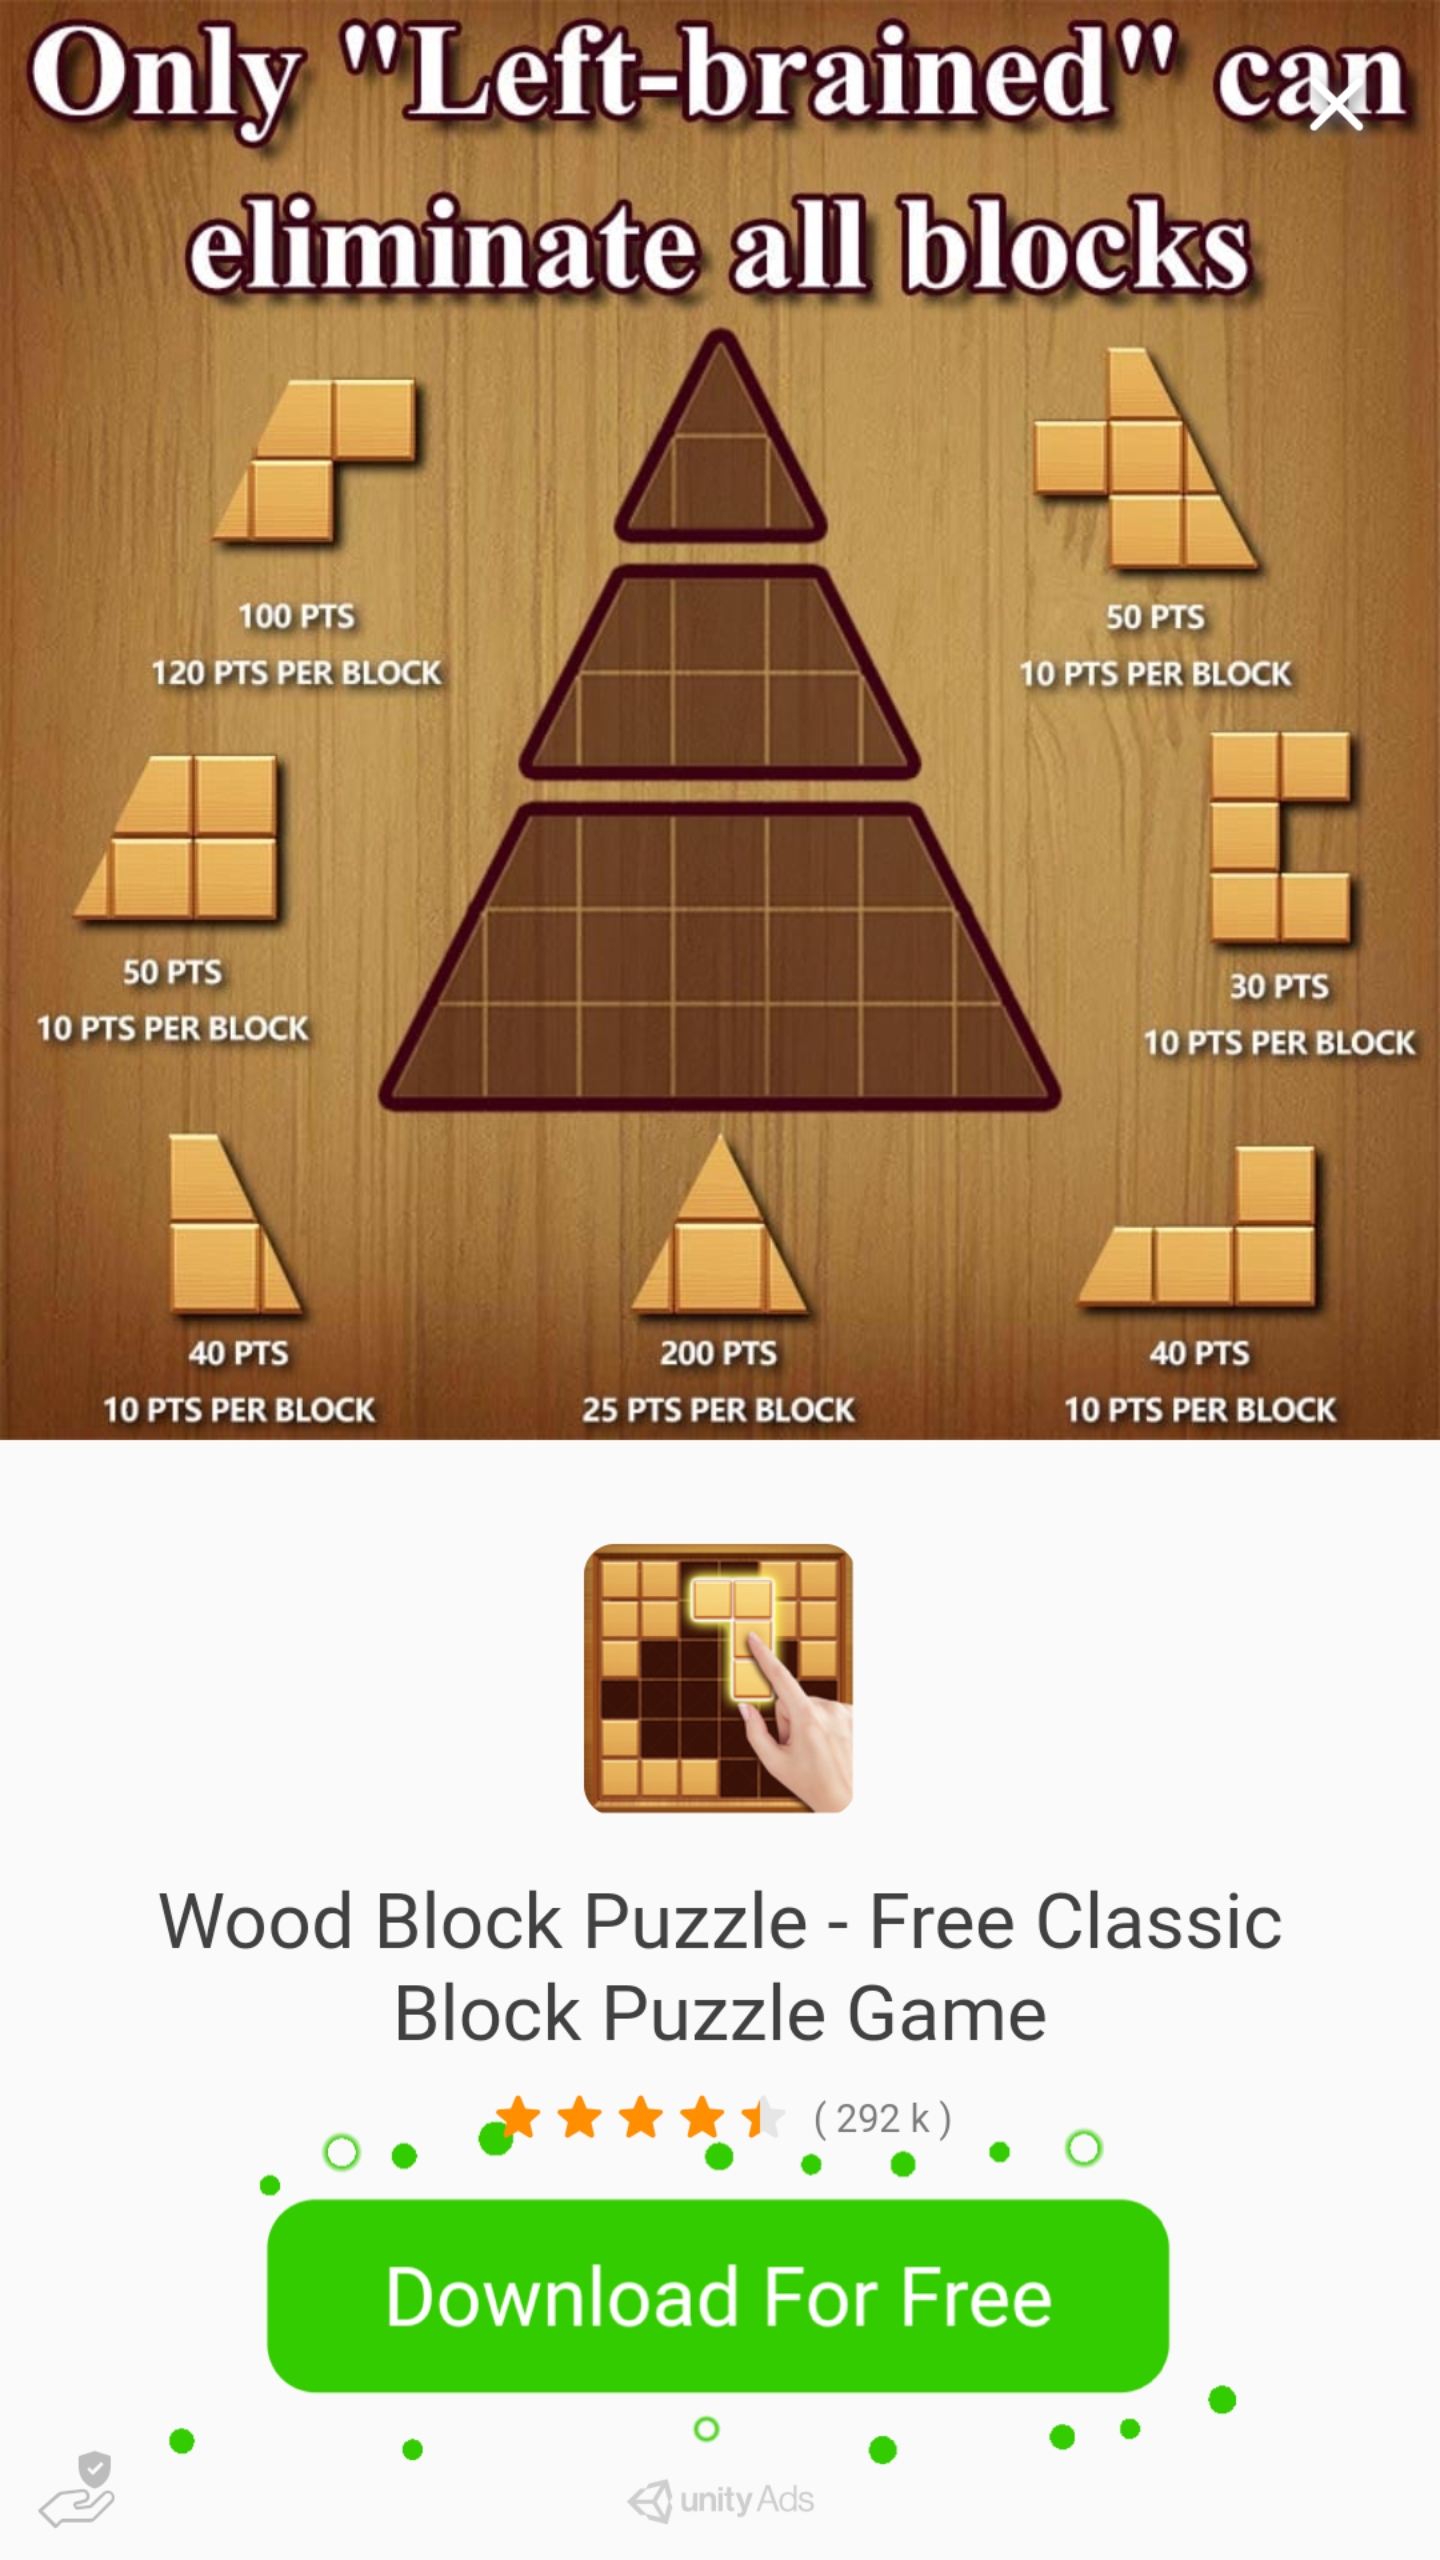 Only "Left-brained" can
eliminate all blocks
100 PTS
120 PTS PER BLOCK
50 PTS
10 PTS PER BLOCK
50 PTS
10 PTS PER BLOCK
30 PTS
10 PTS PER BLOCK
40 PTS
10 PTS PER BLOCK
200 PTS
25 PTS PER BLOCK
40 PTS
10 PTS PER BLOCK
Wood Block Puzzle - Free Classic
Block Puzzle Game
( 292 k )
Download For Free
unity Ads